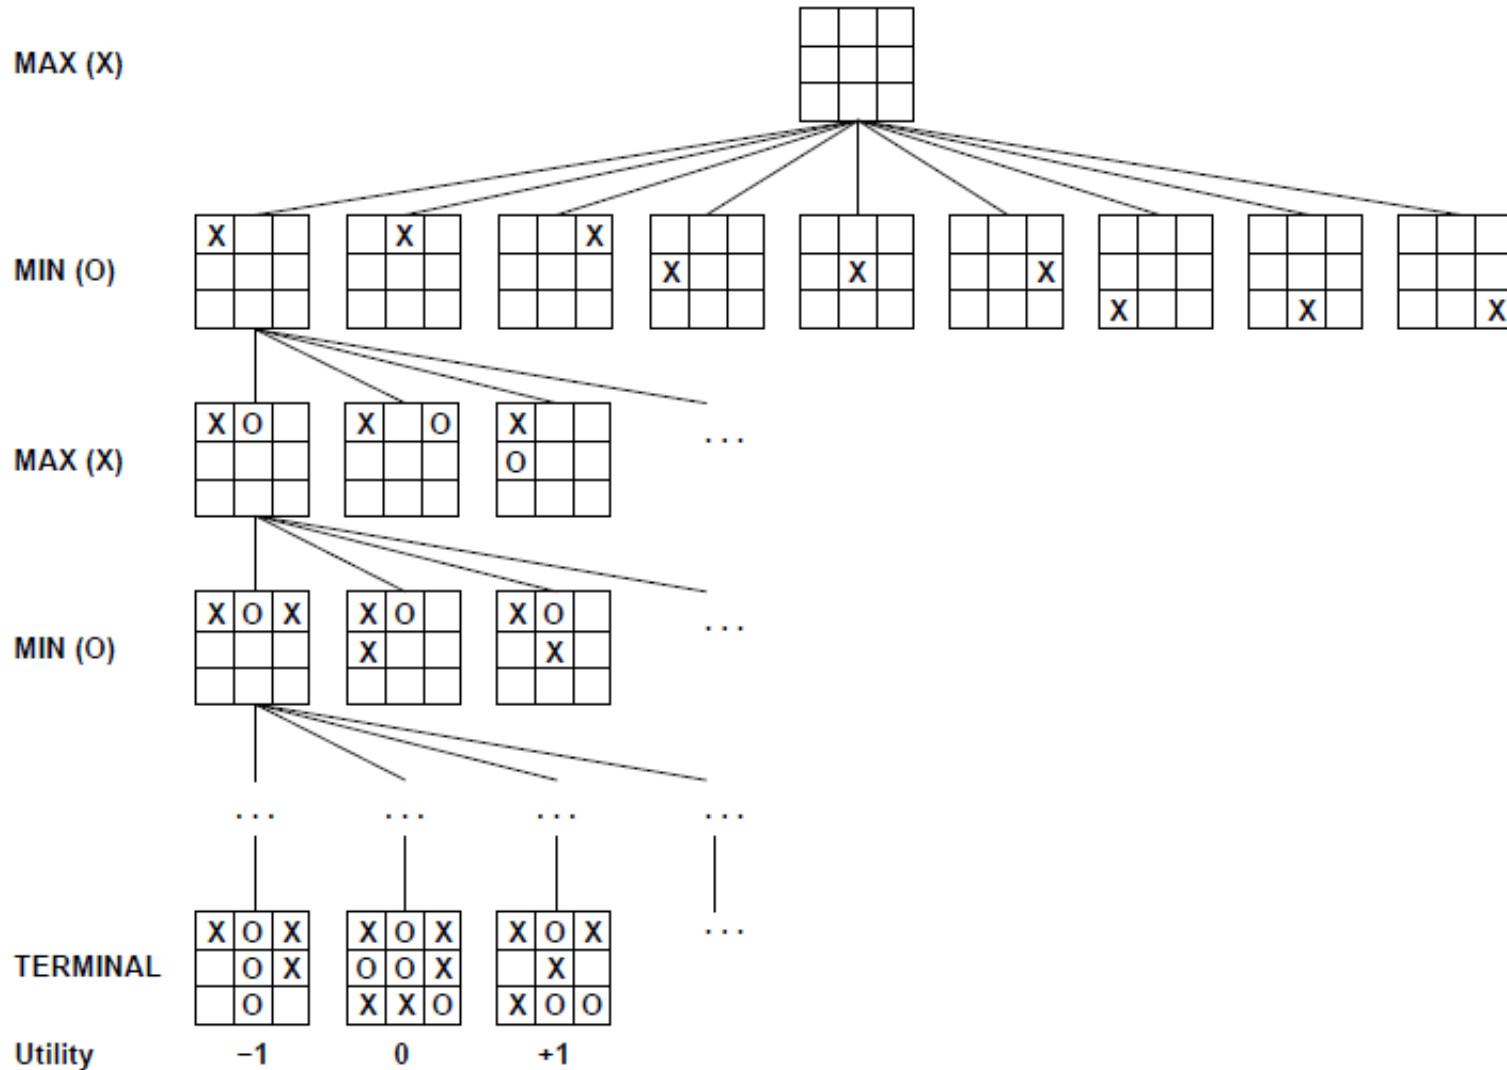 MAX (X)
X X X X X X X X X
MIN (O)
X O X O X
O
. . .
MAX (X)
X O X X O X O
X X
. . .
MIN (O)
. . . . . . . . . . . .
X O X X O X X O X
. . .
O X O O X X
TERMINAL
O X X O X O O
Utility −1 0 +1